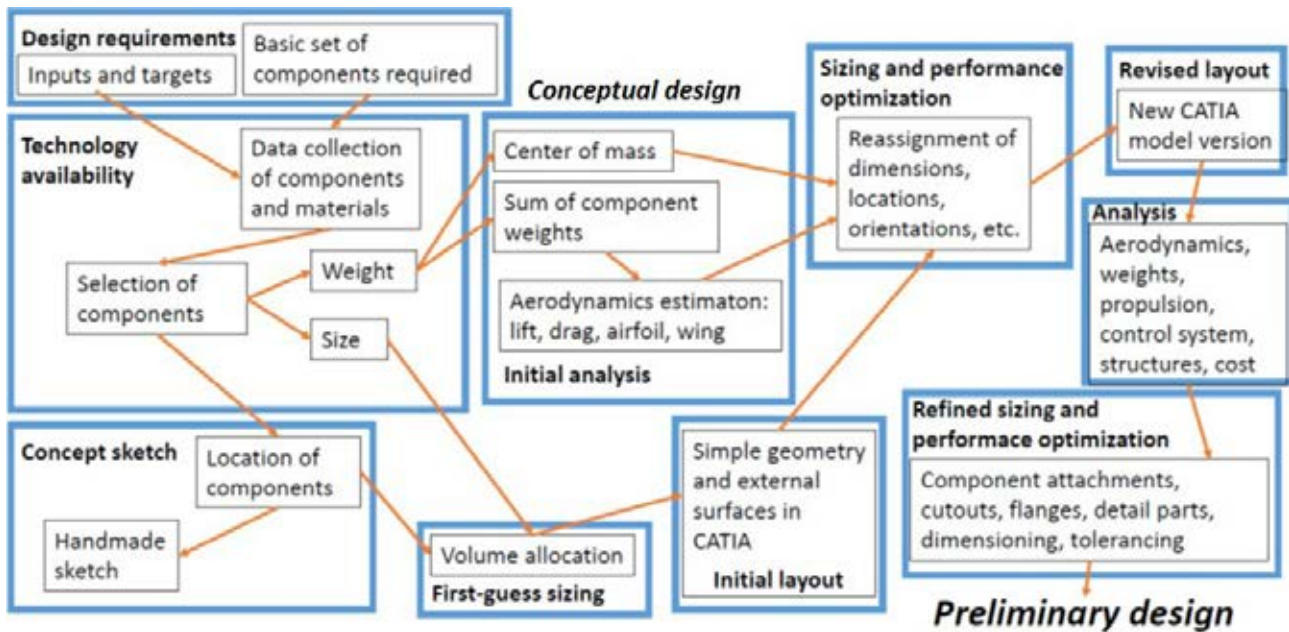 Design requirements
Inputs and targets
Basic set of
components required
Technology
availability
Data collection
of components
and materials
Selection of
components
Weight
Size
Concept sketch
Location of
components
Handmade
sketch
Volume allocation
First-guess sizing
Conceptual design
Center of mass
Sum of component
weights
Aerodynamics estimaton:
lift, drag, airfoil, wing
Initial analysis
Simple geometry
and external
surfaces in
CATIA
Initial layout
Sizing and performance
optimization
Reassignment of
dimensions,
locations,
orientations, etc.
Revised layout
New CATIA
model version
Analysis
Aerodynamics,
weights,
propulsion,
control system,
structures, cost
Refined sizing and
performace optimization
Component attachments,
cutouts, flanges, detail parts,
dimensioning, tolerancing
Preliminary design